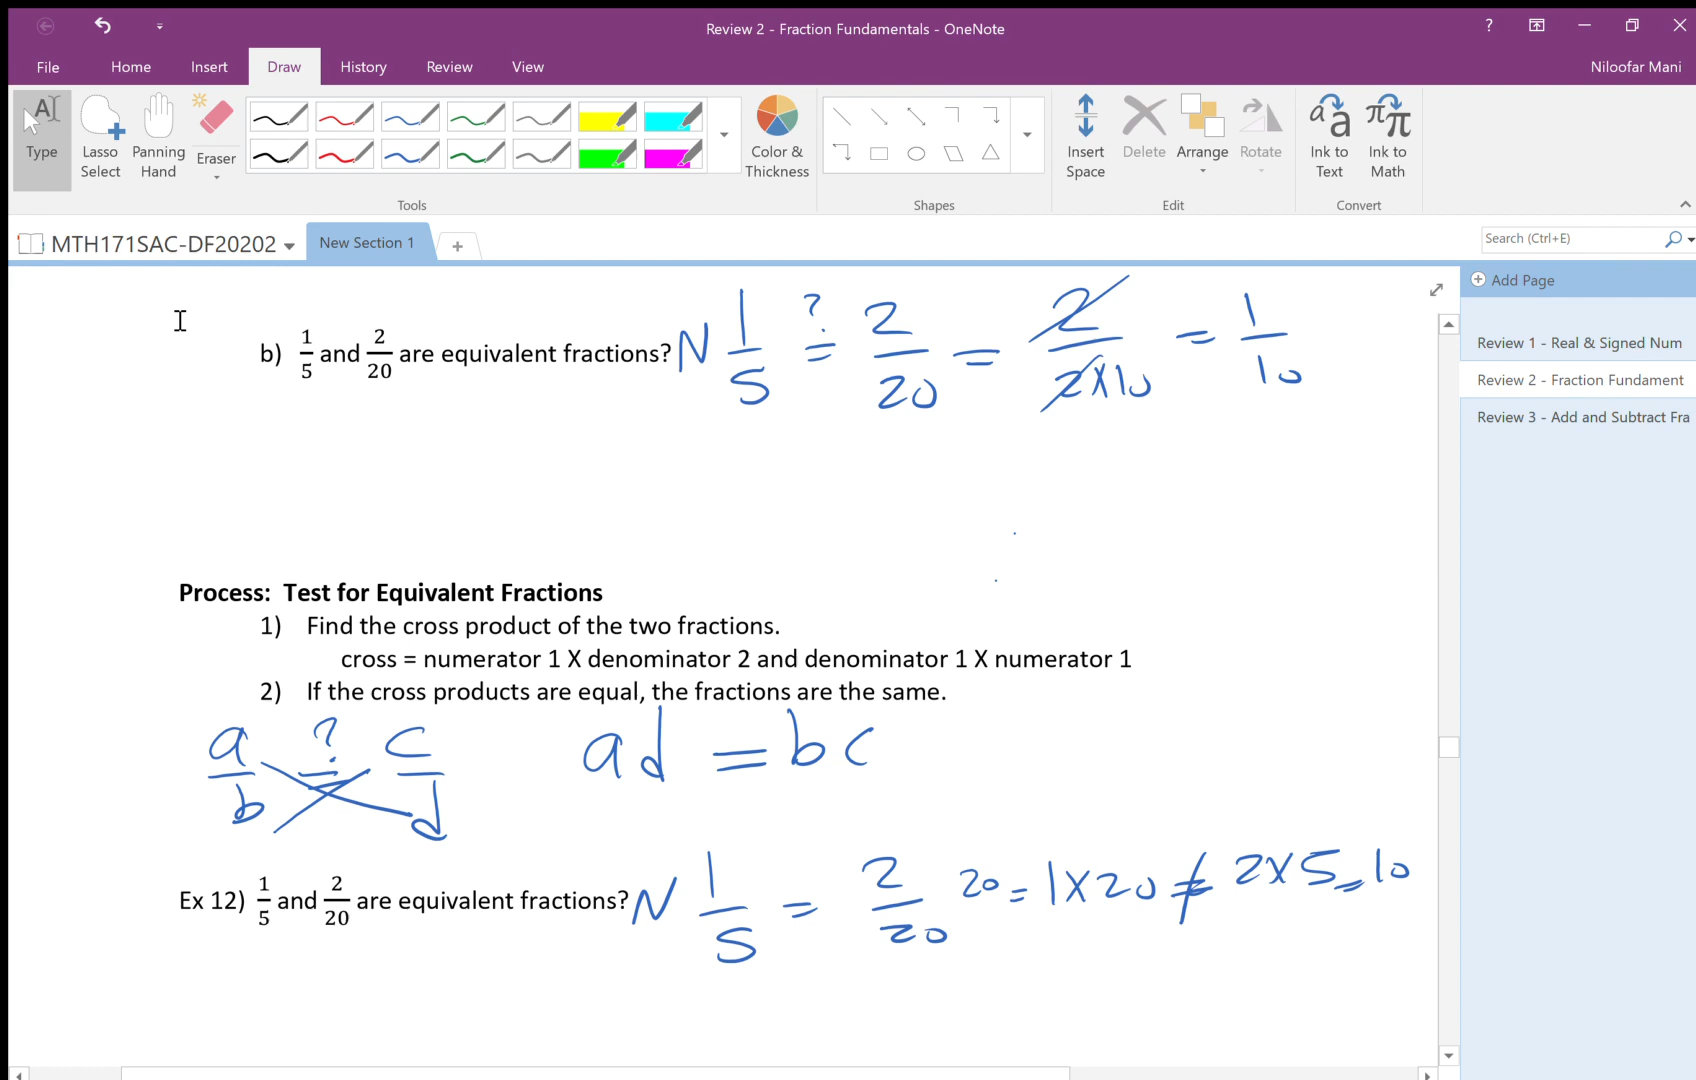 Review 2 - Fraction Fundamentals - OneNote
?
File Home Insert Draw History Review View Niloofar Mani
Type Lasso Select Panning Hand Eraser Color & Thickness Insert Space Delete Arrange Rotate Ink to Text Ink to Math
Tools Shapes Edit Convert
MTH171SAC-DF20202 New Section 1 + Search (Ctrl+E)
Add Page
Review 1 - Real & Signed Num
Review 2 - Fraction Fundament
Review 3 - Add and Subtract Fra
b) 1/5 and 2/20 are equivalent fractions? N 1/5 ?= 2/20 = 2/2x10 = 1/10
Process: Test for Equivalent Fractions
1) Find the cross product of the two fractions.
cross = numerator 1 X denominator 2 and denominator 1 X numerator 1
2) If the cross products are equal, the fractions are the same.
a/b ?= c/d ad = bc
Ex 12) 1/5 and 2/20 are equivalent fractions? N 1/5 = 2/20 20 = 1x20 ≠ 2x5 = 10